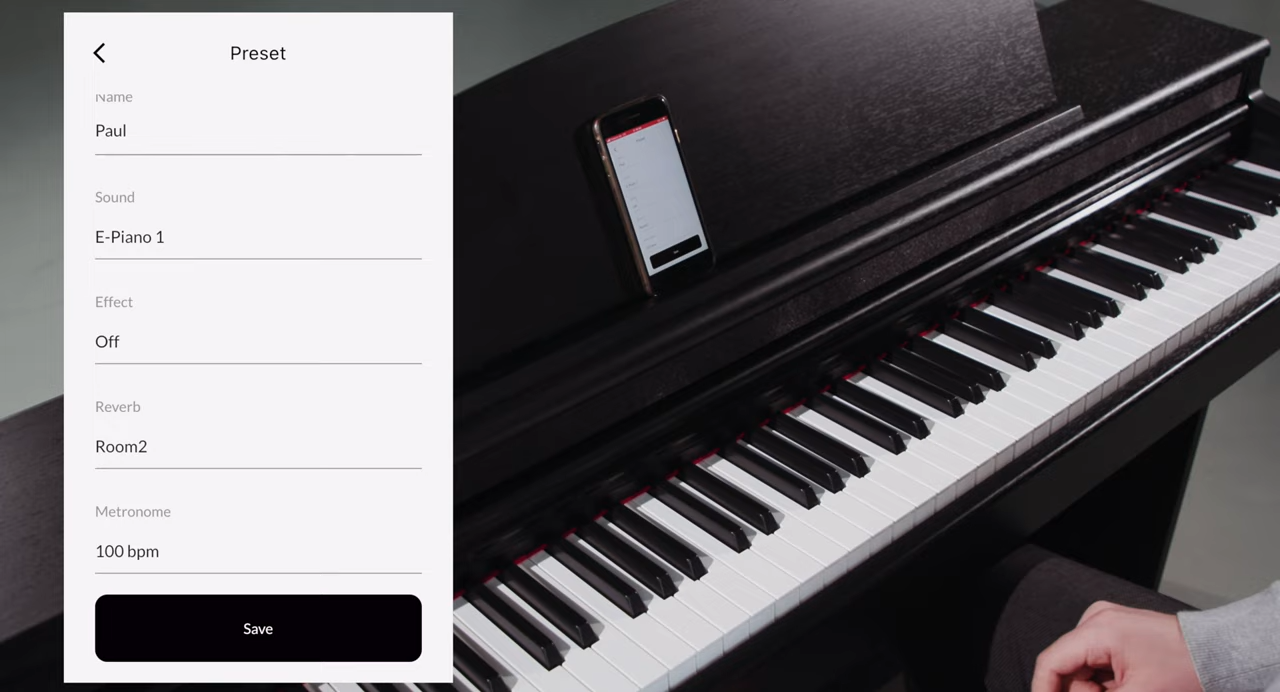 Preset
Name
Paul
Sound
E-Piano 1
Effect
Off
Reverb
Room2
Metronome
100 bpm
Save